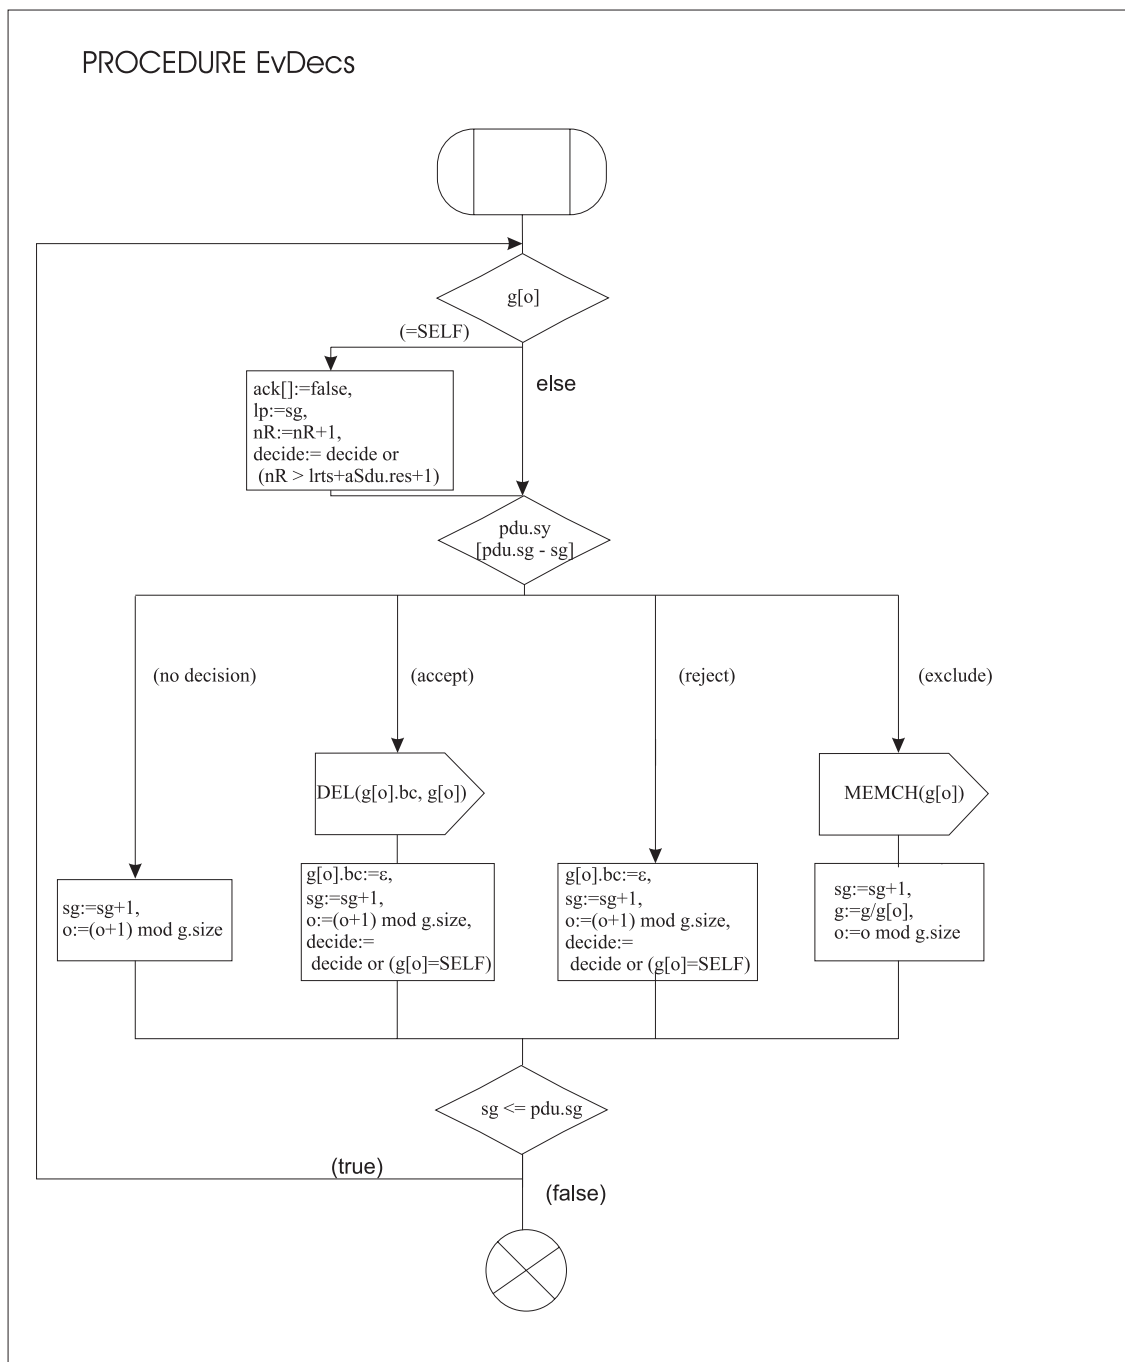 PROCEDURE EvDecs
g[o]
(=SELF)
else
ack[]:=false,
lp:=sg,
nR:=nR+1,
decide:= decide or
(nR > lrts+aSdu.res+1)
pdu.sy
[pdu.sg - sg]
(no decision)
(accept)
(reject)
(exclude)
DEL(g[o].bc, g[o])
MEMCH(g[o])
sg:=sg+1,
o:=(o+1) mod g.size
g[o].bc:=ε,
sg:=sg+1,
o:=(o+1) mod g.size,
decide:=
decide or (g[o]=SELF)
g[o].bc:=ε,
sg:=sg+1,
o:=(o+1) mod g.size,
decide:=
decide or (g[o]=SELF)
sg:=sg+1,
g:=g/g[o],
o:=o mod g.size
sg <= pdu.sg
(true)
(false)